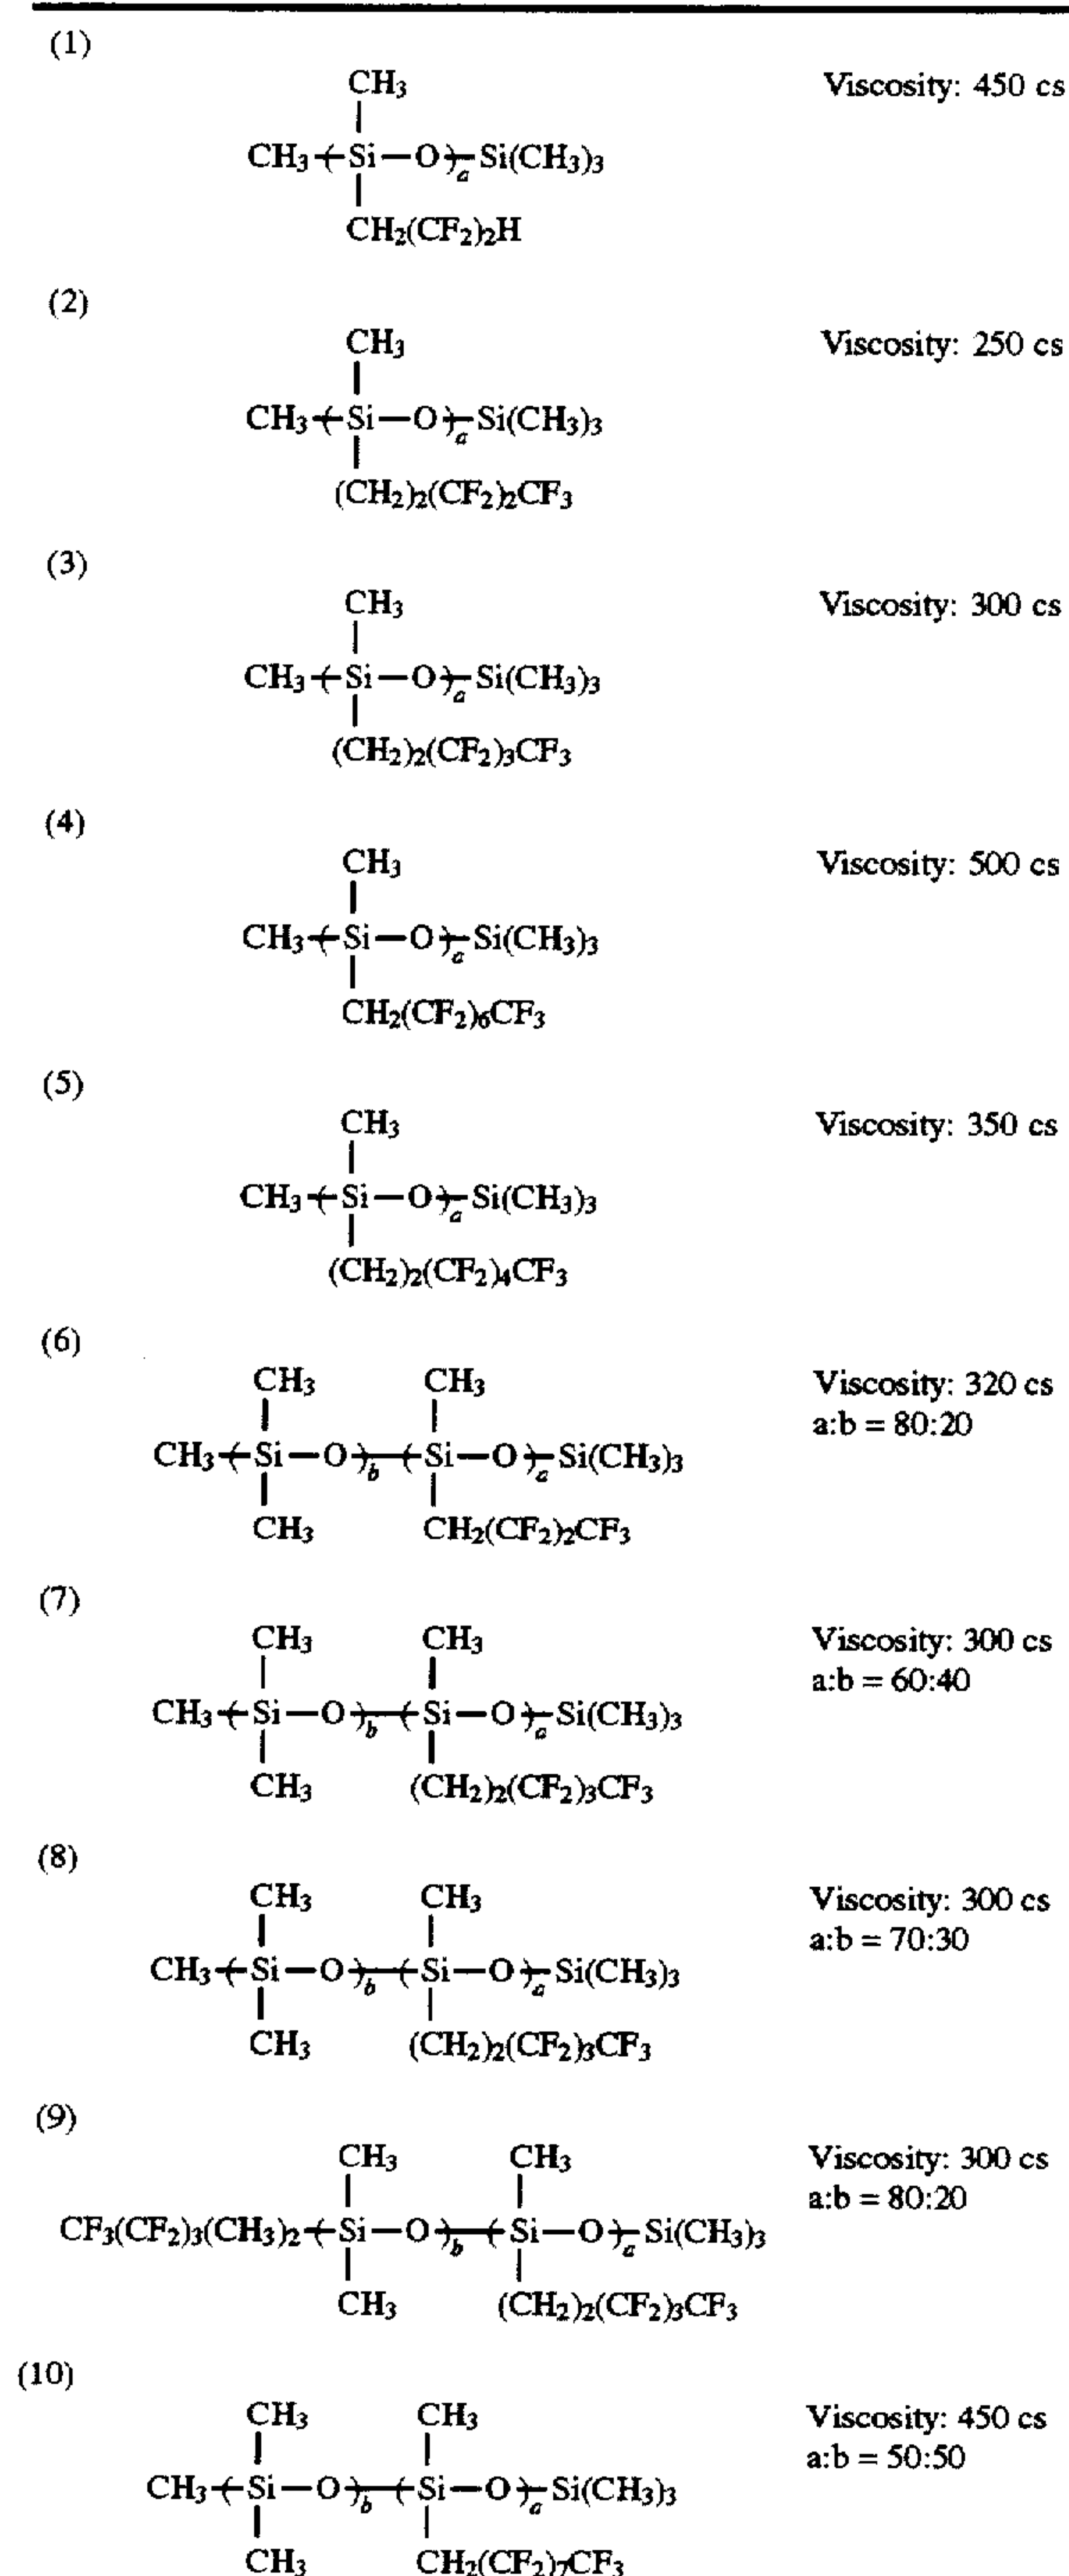 (1)
CH₃ Viscosity: 450 cs
CH₃-(Si—O)ₐ-Si(CH₃)₃
CH₂(CF₂)₂H
(2)
CH₃ Viscosity: 250 cs
CH₃-(Si—O)ₐ-Si(CH₃)₃
(CH₂)₂(CF₂)₂CF₃
(3)
CH₃ Viscosity: 300 cs
CH₃-(Si—O)ₐ-Si(CH₃)₃
(CH₂)₂(CF₂)₃CF₃
(4)
CH₃ Viscosity: 500 cs
CH₃-(Si—O)ₐ-Si(CH₃)₃
CH₂(CF₂)₆CF₃
(5)
CH₃ Viscosity: 350 cs
CH₃-(Si—O)ₐ-Si(CH₃)₃
(CH₂)₂(CF₂)₄CF₃
(6)
CH₃ CH₃ Viscosity: 320 cs
a:b = 80:20
CH₃-(Si—O)b-(Si—O)ₐ-Si(CH₃)₃
CH₃ CH₂(CF₂)₂CF₃
(7)
CH₃ CH₃ Viscosity: 300 cs
a:b = 60:40
CH₃-(Si—O)b-(Si—O)ₐ-Si(CH₃)₃
CH₃ (CH₂)₂(CF₂)₃CF₃
(8)
CH₃ CH₃ Viscosity: 300 cs
a:b = 70:30
CH₃-(Si—O)b-(Si—O)ₐ-Si(CH₃)₃
CH₃ (CH₂)₂(CF₂)₃CF₃
(9)
CH₃ CH₃ Viscosity: 300 cs
a:b = 80:20
CF₃(CF₂)₃(CH₃)₂-(Si—O)b-(Si—O)ₐ-Si(CH₃)₃
CH₃ (CH₂)₂(CF₂)₃CF₃
(10)
CH₃ CH₃ Viscosity: 450 cs
a:b = 50:50
CH₃-(Si—O)b-(Si—O)ₐ-Si(CH₃)₃
CH₃ CH₂(CF₂)₇CF₃